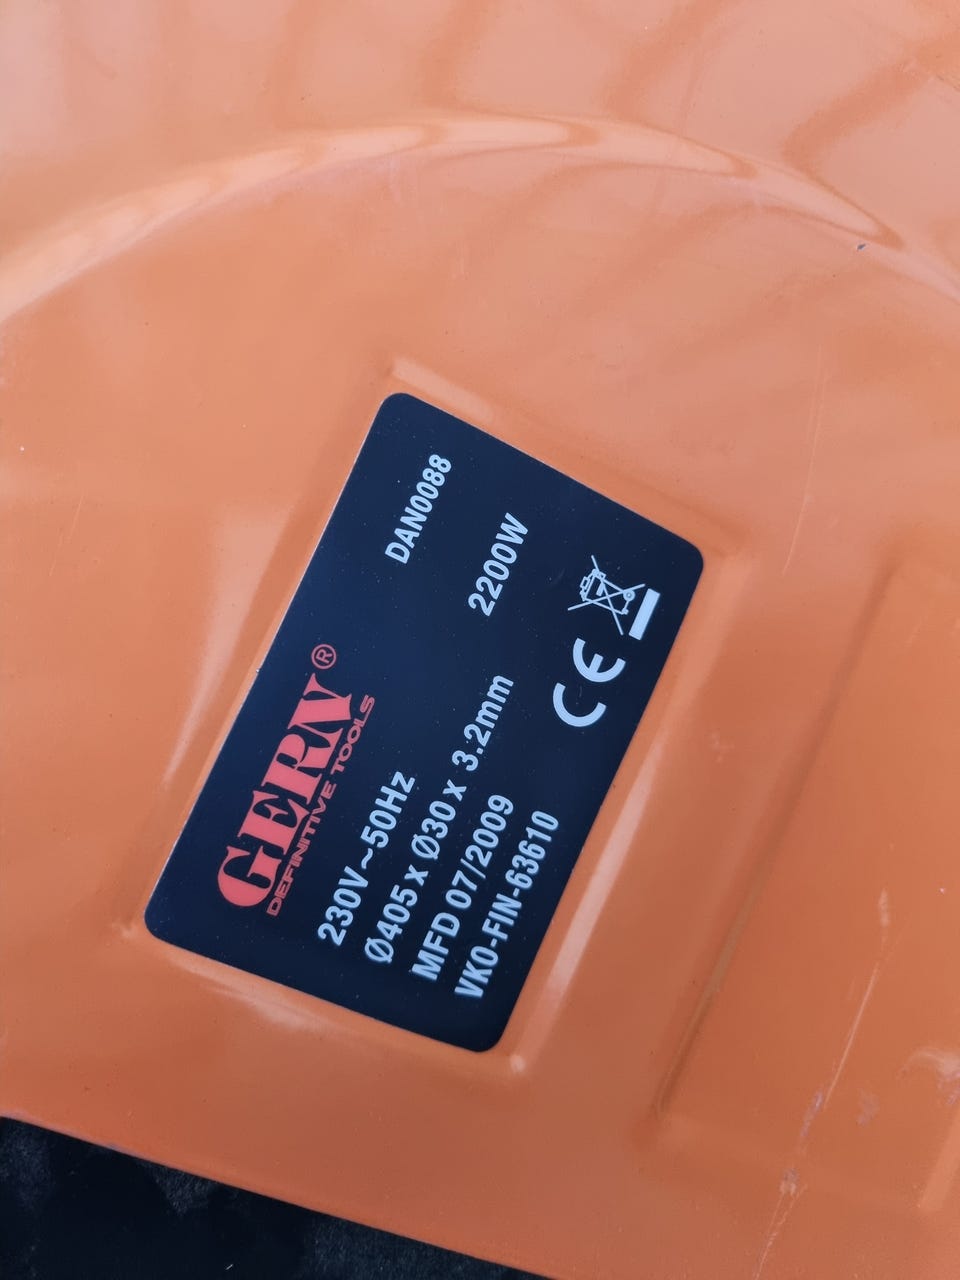 GERN®
DEFINITIVE TOOLS
DAN0088
230V~50Hz
2200W
Ø405 x Ø30 x 3.2mm
MFD 07/2009
VKO-FIN-63610
CE